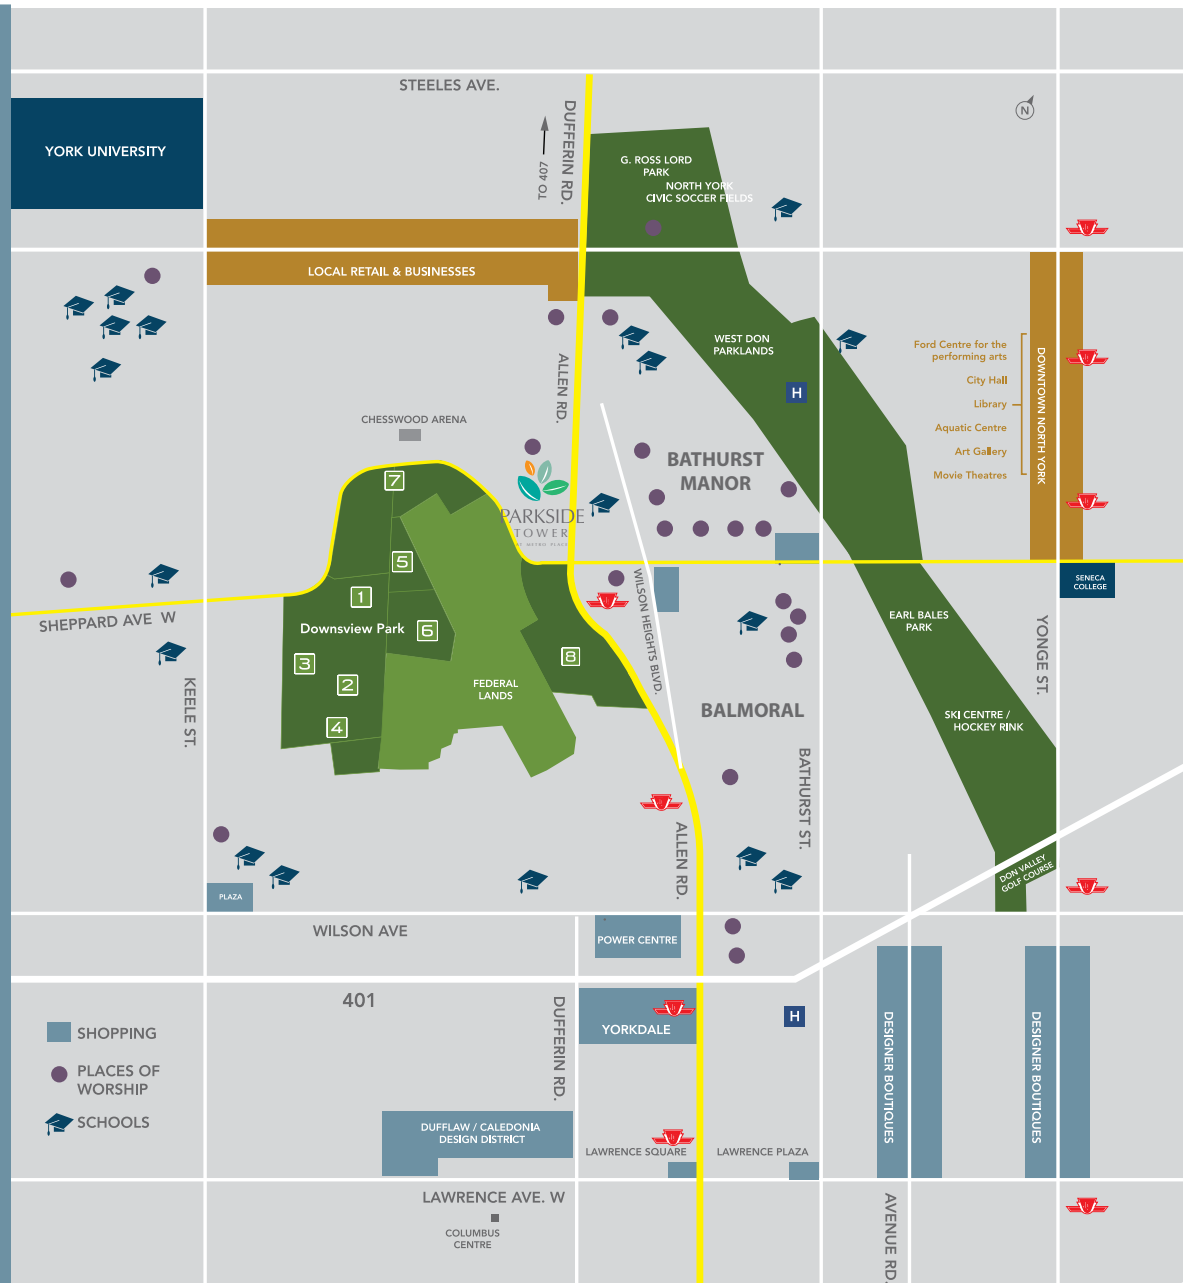 STEELES AVE.
YORK UNIVERSITY
DUFFERIN RD.
TO 407
N
G. ROSS LORD
PARK
NORTH YORK
CIVIC SOCCER FIELDS
LOCAL RETAIL & BUSINESSES
WEST DON
PARKLANDS
ALLEN RD.
H
Ford Centre for the
performing arts
City Hall
Library
Aquatic Centre
Art Gallery
Movie Theatres
DOWNTOWN NORTH YORK
CHESSWOOD ARENA
BATHURST
MANOR
7
PARKSIDE
TOWER
AT METRO PLACE
5
1
6
Downsview Park
3
2
4
8
FEDERAL
LANDS
SHEPPARD AVE W
KEELE ST.
WILSON HEIGHTS BLVD.
SENECA
COLLEGE
EARL BALES
PARK
YONGE ST.
BALMORAL
SKI CENTRE /
HOCKEY RINK
BATHURST ST.
ALLEN RD.
DON VALLEY
GOLF COURSE
PLAZA
WILSON AVE
POWER CENTRE
401
DUFFERIN RD.
YORKDALE
H
DESIGNER BOUTIQUES
DESIGNER BOUTIQUES
SHOPPING
PLACES OF
WORSHIP
SCHOOLS
DUFFLAW / CALEDONIA
DESIGN DISTRICT
LAWRENCE SQUARE
LAWRENCE PLAZA
LAWRENCE AVE. W
COLUMBUS
CENTRE
AVENUE RD.